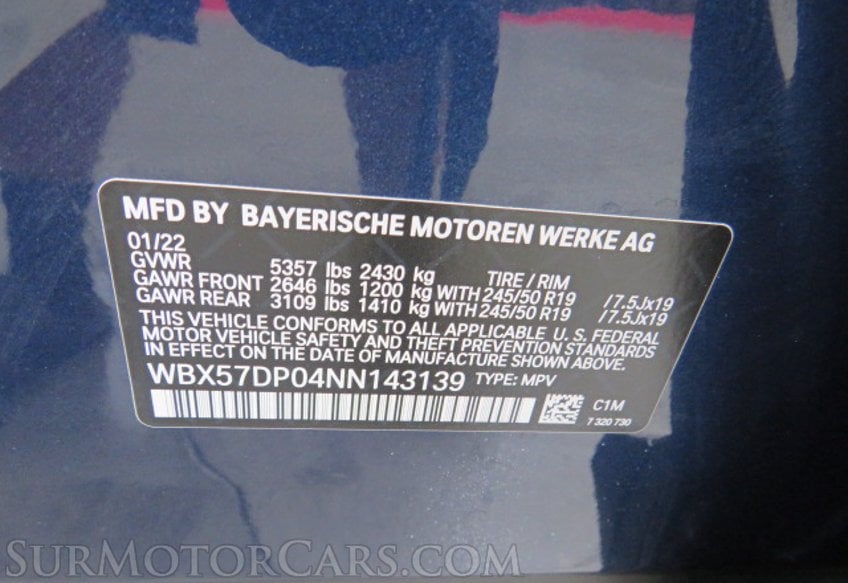 MFD BY BAYERISCHE MOTOREN WERKE AG
01/22
GVWR 5357 lbs 2430 kg TIRE / RIM
GAWR FRONT 2646 lbs 1200 kg WITH 245/50 R19 / 7.5Jx19
GAWR REAR 3109 lbs 1410 kg WITH 245/50 R19 / 7.5Jx19
THIS VEHICLE CONFORMS TO ALL APPLICABLE U.S. FEDERAL
MOTOR VEHICLE SAFETY AND THEFT PREVENTION STANDARDS
IN EFFECT ON THE DATE OF MANUFACTURE SHOWN ABOVE.
WBX57DP04NN143139 TYPE: MPV
C1M
7 320 730
SurMotorCars.com